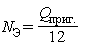 Nэ = Qприг. / 12